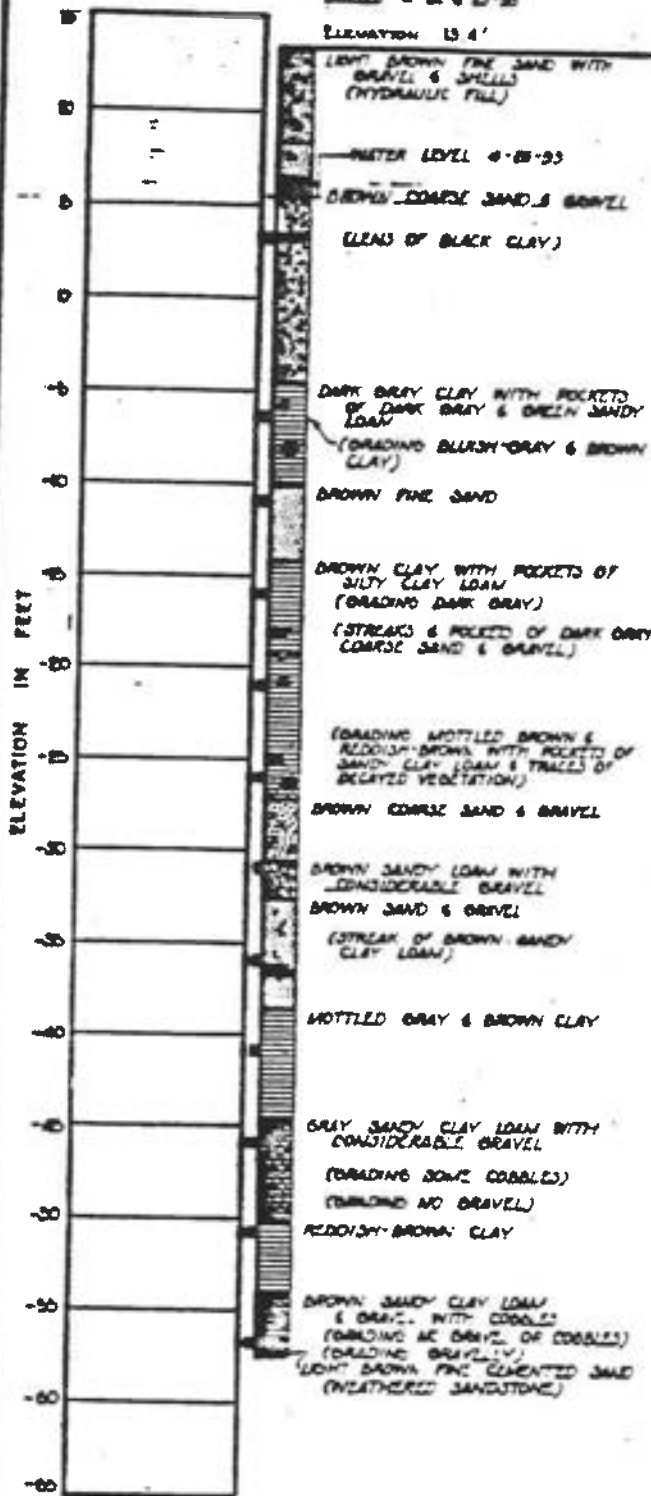 ELEVATION 13.4'
LIGHT BROWN FINE SAND WITH
GRAVEL & SHELLS
(HYDRAULIC FILL)
WATER LEVEL
BROWN COARSE SAND & GRAVEL
(LENS OF BLACK CLAY)
DARK GRAY CLAY WITH POCKETS
OF DARK GRAY & GREEN SANDY
LOAM
(GRADING BLUISH-GRAY & BROWN
CLAY)
BROWN FINE SAND
BROWN CLAY WITH POCKETS OF
SILTY CLAY LOAM
(GRADING DARK GRAY)
(STREAKS & POCKETS OF DARK GRAY
COARSE SAND & GRAVEL)
(GRADING MOTTLED BROWN &
REDDISH-BROWN WITH POCKETS OF
SANDY CLAY LOAM & TRACES OF
DECAYED VEGETATION)
BROWN COARSE SAND & GRAVEL
BROWN SANDY LOAM WITH
CONSIDERABLE GRAVEL
BROWN SAND & GRAVEL
(STREAK OF BROWN SANDY
CLAY LOAM)
MOTTLED GRAY & BROWN CLAY
GRAY SANDY CLAY LOAM WITH
CONSIDERABLE GRAVEL
(GRADING SOME COBBLES)
(GRADING NO GRAVEL)
REDDISH-BROWN CLAY
BROWN SANDY CLAY LOAM
& GRAVEL WITH COBBLES
(GRADING NO GRAVEL OR COBBLES)
(GRADING GRAVELLY)
LIGHT BROWN FINE CEMENTED SAND
(WEATHERED SANDSTONE)
ELEVATION IN FEET
15
10
5
0
-5
-10
-15
-20
-30
-40
-60